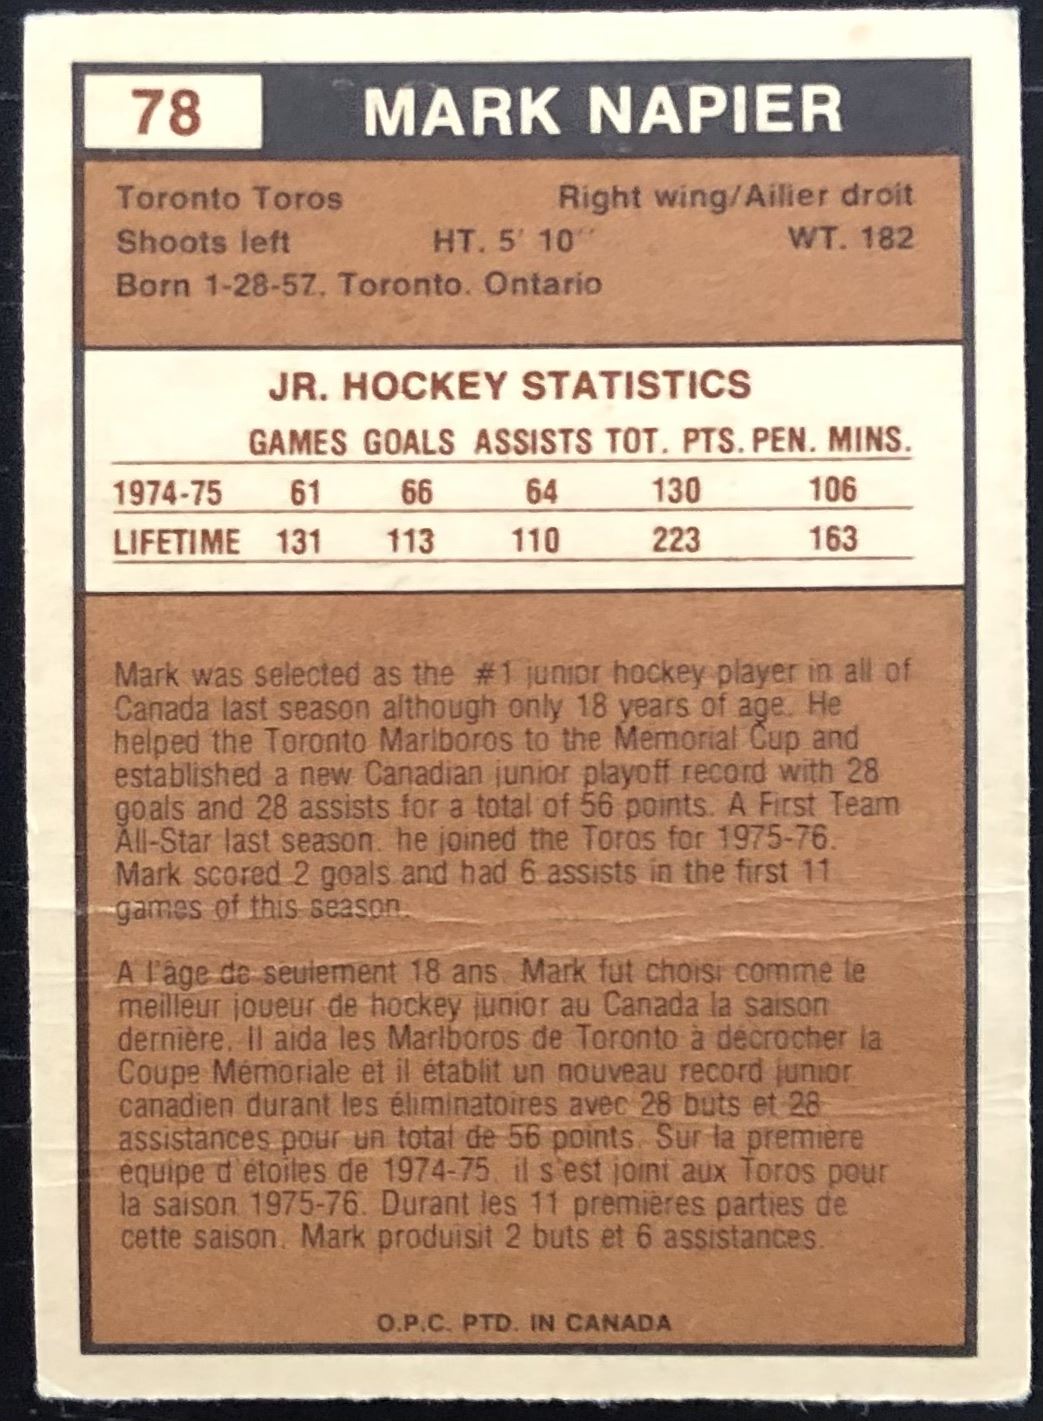 78 MARK NAPIER
Toronto Toros Right wing/Ailier droit
Shoots left HT. 5' 10" WT. 182
Born 1-28-57. Toronto. Ontario
JR. HOCKEY STATISTICS
GAMES GOALS ASSISTS TOT. PTS. PEN. MINS.
1974-75 61 66 64 130 106
LIFETIME 131 113 110 223 163
Mark was selected as the #1 junior hockey player in all of
Canada last season although only 18 years of age. He
helped the Toronto Marlboros to the Memorial Cup and
established a new Canadian junior playoff record with 28
goals and 28 assists for a total of 56 points. A First Team
All-Star last season. he joined the Toros for 1975-76.
Mark scored 2 goals and had 6 assists in the first 11
games of this season.
A l'âge de seulement 18 ans. Mark fut choisi comme le
meilleur joueur de hockey junior au Canada la saison
dernière. Il aida les Marlboros de Toronto à décrocher la
Coupe Mémoriale et il établit un nouveau record junior
canadien durant les éliminatoires avec 28 buts et 28
assistances pour un total de 56 points. Sur la première
équipe d'étoiles de 1974-75. il s'est joint aux Toros pour
la saison 1975-76. Durant les 11 premières parties de
cette saison. Mark produisit 2 buts et 6 assistances.
O.P.C. PTD. IN CANADA